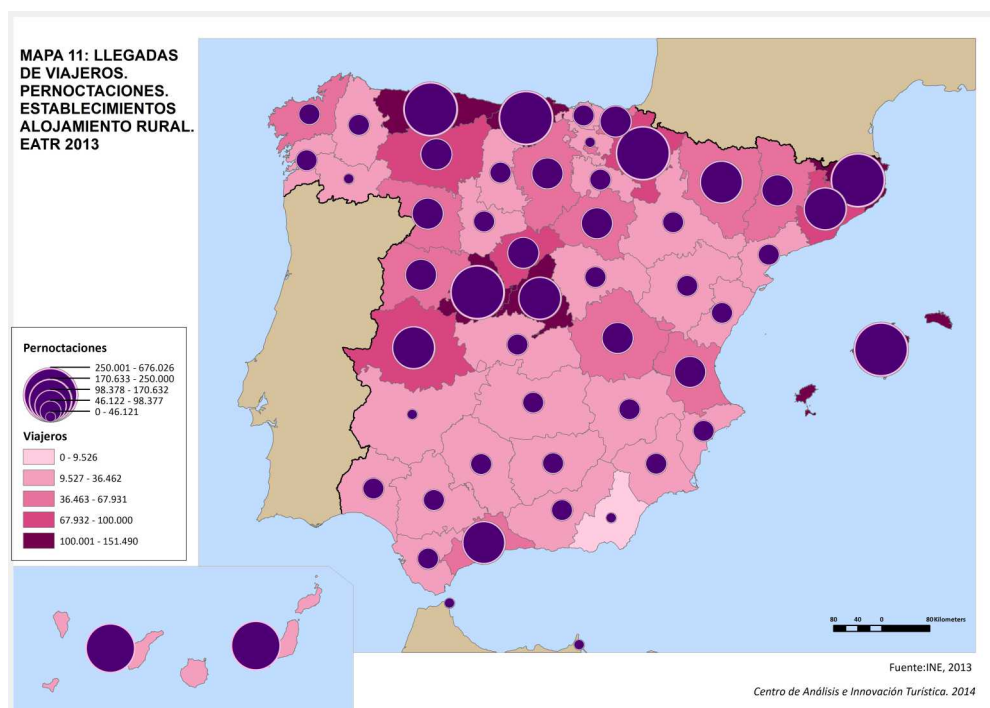 MAPA 11: LLEGADAS
DE VIAJEROS.
PERNOCTACIONES.
ESTABLECIMIENTOS
ALOJAMIENTO RURAL.
EATR 2013
Pernoctaciones
250.001 - 676.026
170.633 - 250.000
98.378 - 170.632
46.122 - 98.377
0 - 46.121
Viajeros
0 - 9.526
9.527 - 36.462
36.463 - 67.931
67.932 - 100.000
100.001 - 151.490
80 40 0 80 Kilometers
Fuente:INE, 2013
Centro de Análisis e Innovación Turística. 2014